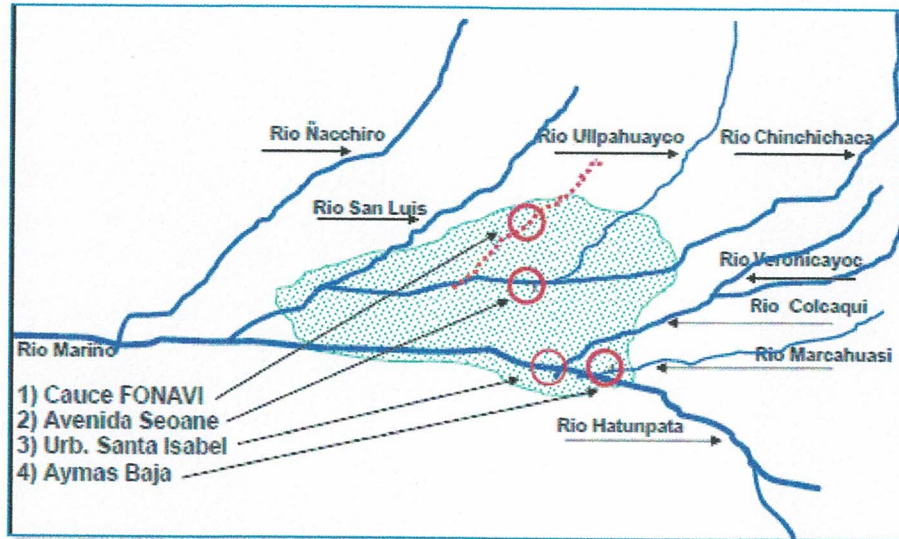 Rio Ñacchiro
Rio Ullpahuayco
Rio Chinchichaca
Rio San Luis
Rio Veronicayoc
Rio Colcaqui
Rio Mariño
Rio Marcahuasi
1) Cauce FONAVI
2) Avenida Seoane
3) Urb. Santa Isabel
4) Aymas Baja
Rio Hatunpata